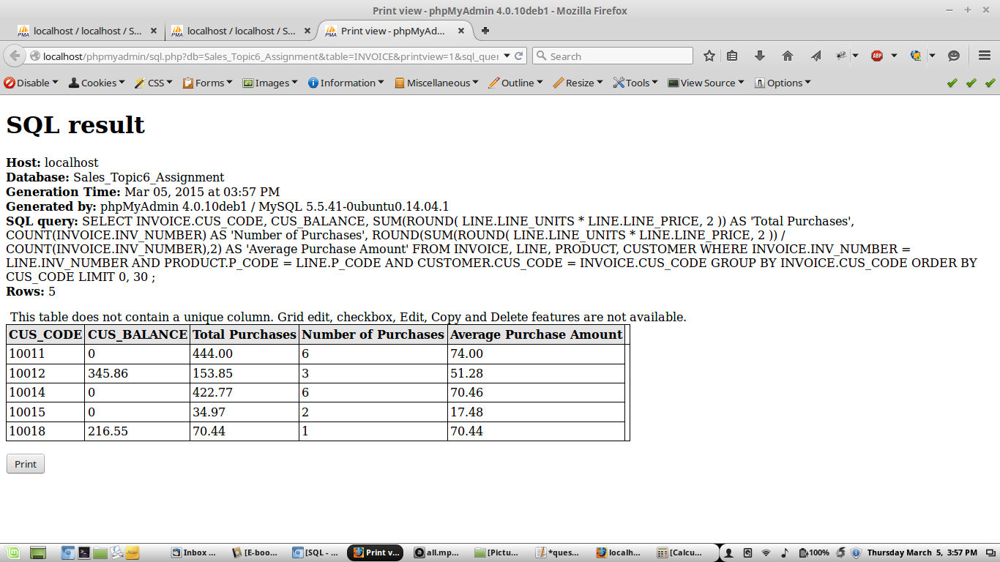 Print view - phpMyAdmin 4.0.10deb1 - Mozilla Firefox
localhost / localhost / S... localhost / localhost / S... Print view - phpMyAd...
localhost/phpmyadmin/sql.php?db=Sales_Topic6_Assignment&table=INVOICE&printview=1&sql_quer Search
Disable Cookies CSS Forms Images Information Miscellaneous Outline Resize Tools View Source Options
SQL result
Host: localhost
Database: Sales_Topic6_Assignment
Generation Time: Mar 05, 2015 at 03:57 PM
Generated by: phpMyAdmin 4.0.10deb1 / MySQL 5.5.41-0ubuntu0.14.04.1
SQL query: SELECT INVOICE.CUS_CODE, CUS_BALANCE, SUM(ROUND( LINE.LINE_UNITS * LINE.LINE_PRICE, 2 )) AS 'Total Purchases',
COUNT(INVOICE.INV_NUMBER) AS 'Number of Purchases', ROUND(SUM(ROUND( LINE.LINE_UNITS * LINE.LINE_PRICE, 2 )) /
COUNT(INVOICE.INV_NUMBER),2) AS 'Average Purchase Amount' FROM INVOICE, LINE, PRODUCT, CUSTOMER WHERE INVOICE.INV_NUMBER =
LINE.INV_NUMBER AND PRODUCT.P_CODE = LINE.P_CODE AND CUSTOMER.CUS_CODE = INVOICE.CUS_CODE GROUP BY INVOICE.CUS_CODE ORDER BY
CUS_CODE LIMIT 0, 30 ;
Rows: 5
This table does not contain a unique column. Grid edit, checkbox, Edit, Copy and Delete features are not available.
CUS_CODE CUS_BALANCE Total Purchases Number of Purchases Average Purchase Amount
10011 0 444.00 6 74.00
10012 345.86 153.85 3 51.28
10014 0 422.77 6 70.46
10015 0 34.97 2 17.48
10018 216.55 70.44 1 70.44
Print
Inbox ... [E-boo... [SQL - ... Print v... all.mp... [Pictu... *ques... localh... [Calcu... 100% Thursday March 5, 3:57 PM